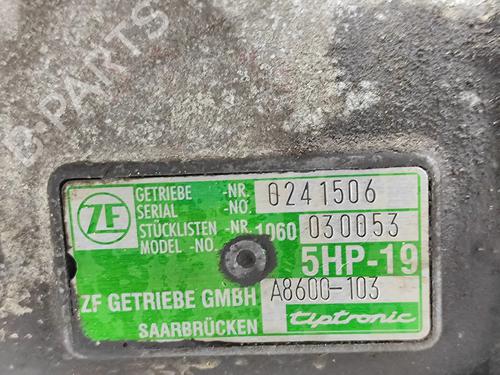 B-PARTS
ZF
GETRIEBE -NR. 0241506
SERIAL -NO.
STÜCKLISTEN -NR. 1060 030053
MODEL -NO.
5HP-19
ZF GETRIEBE GMBH A8600-103
SAARBRÜCKEN tiptronic